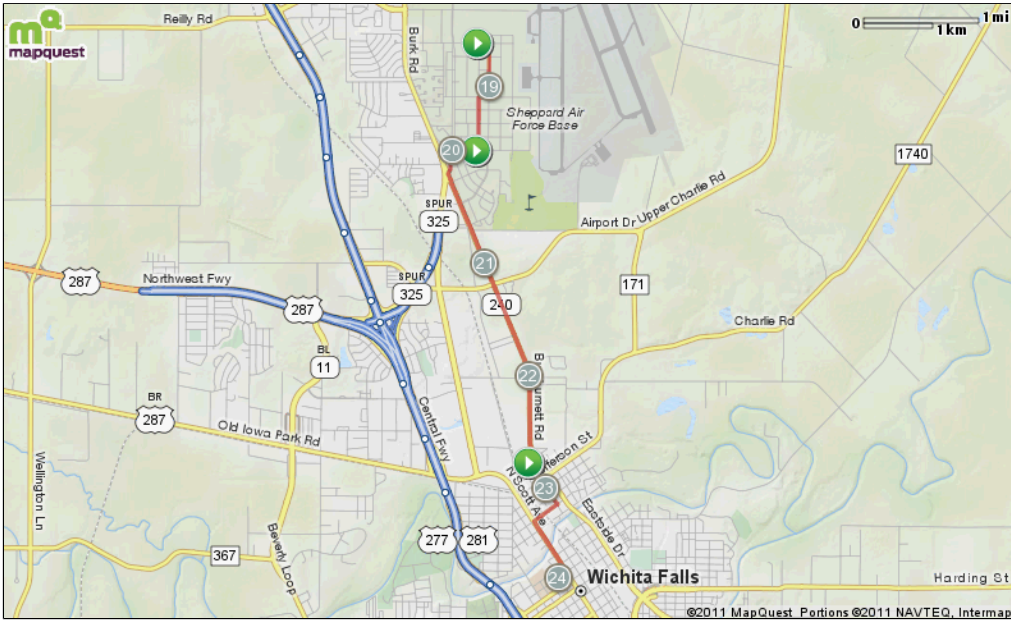 mapquest
Reilly Rd
Burk Rd
0
1 mi
1 km
19
Sheppard Air
Force Base
20
1740
SPUR
325
Airport Dr
Upper Charlie Rd
21
287
Northwest Fwy
SPUR
325
171
287
240
Charlie Rd
BL
11
22
BR
287
Old Iowa Park Rd
Central Fwy
Wellington Ln
N Scott Ave
23
Eastside Dr
277
281
367
Beverly Loop
24
Wichita Falls
Harding St
©2011 MapQuest Portions ©2011 NAVTEQ, Intermap